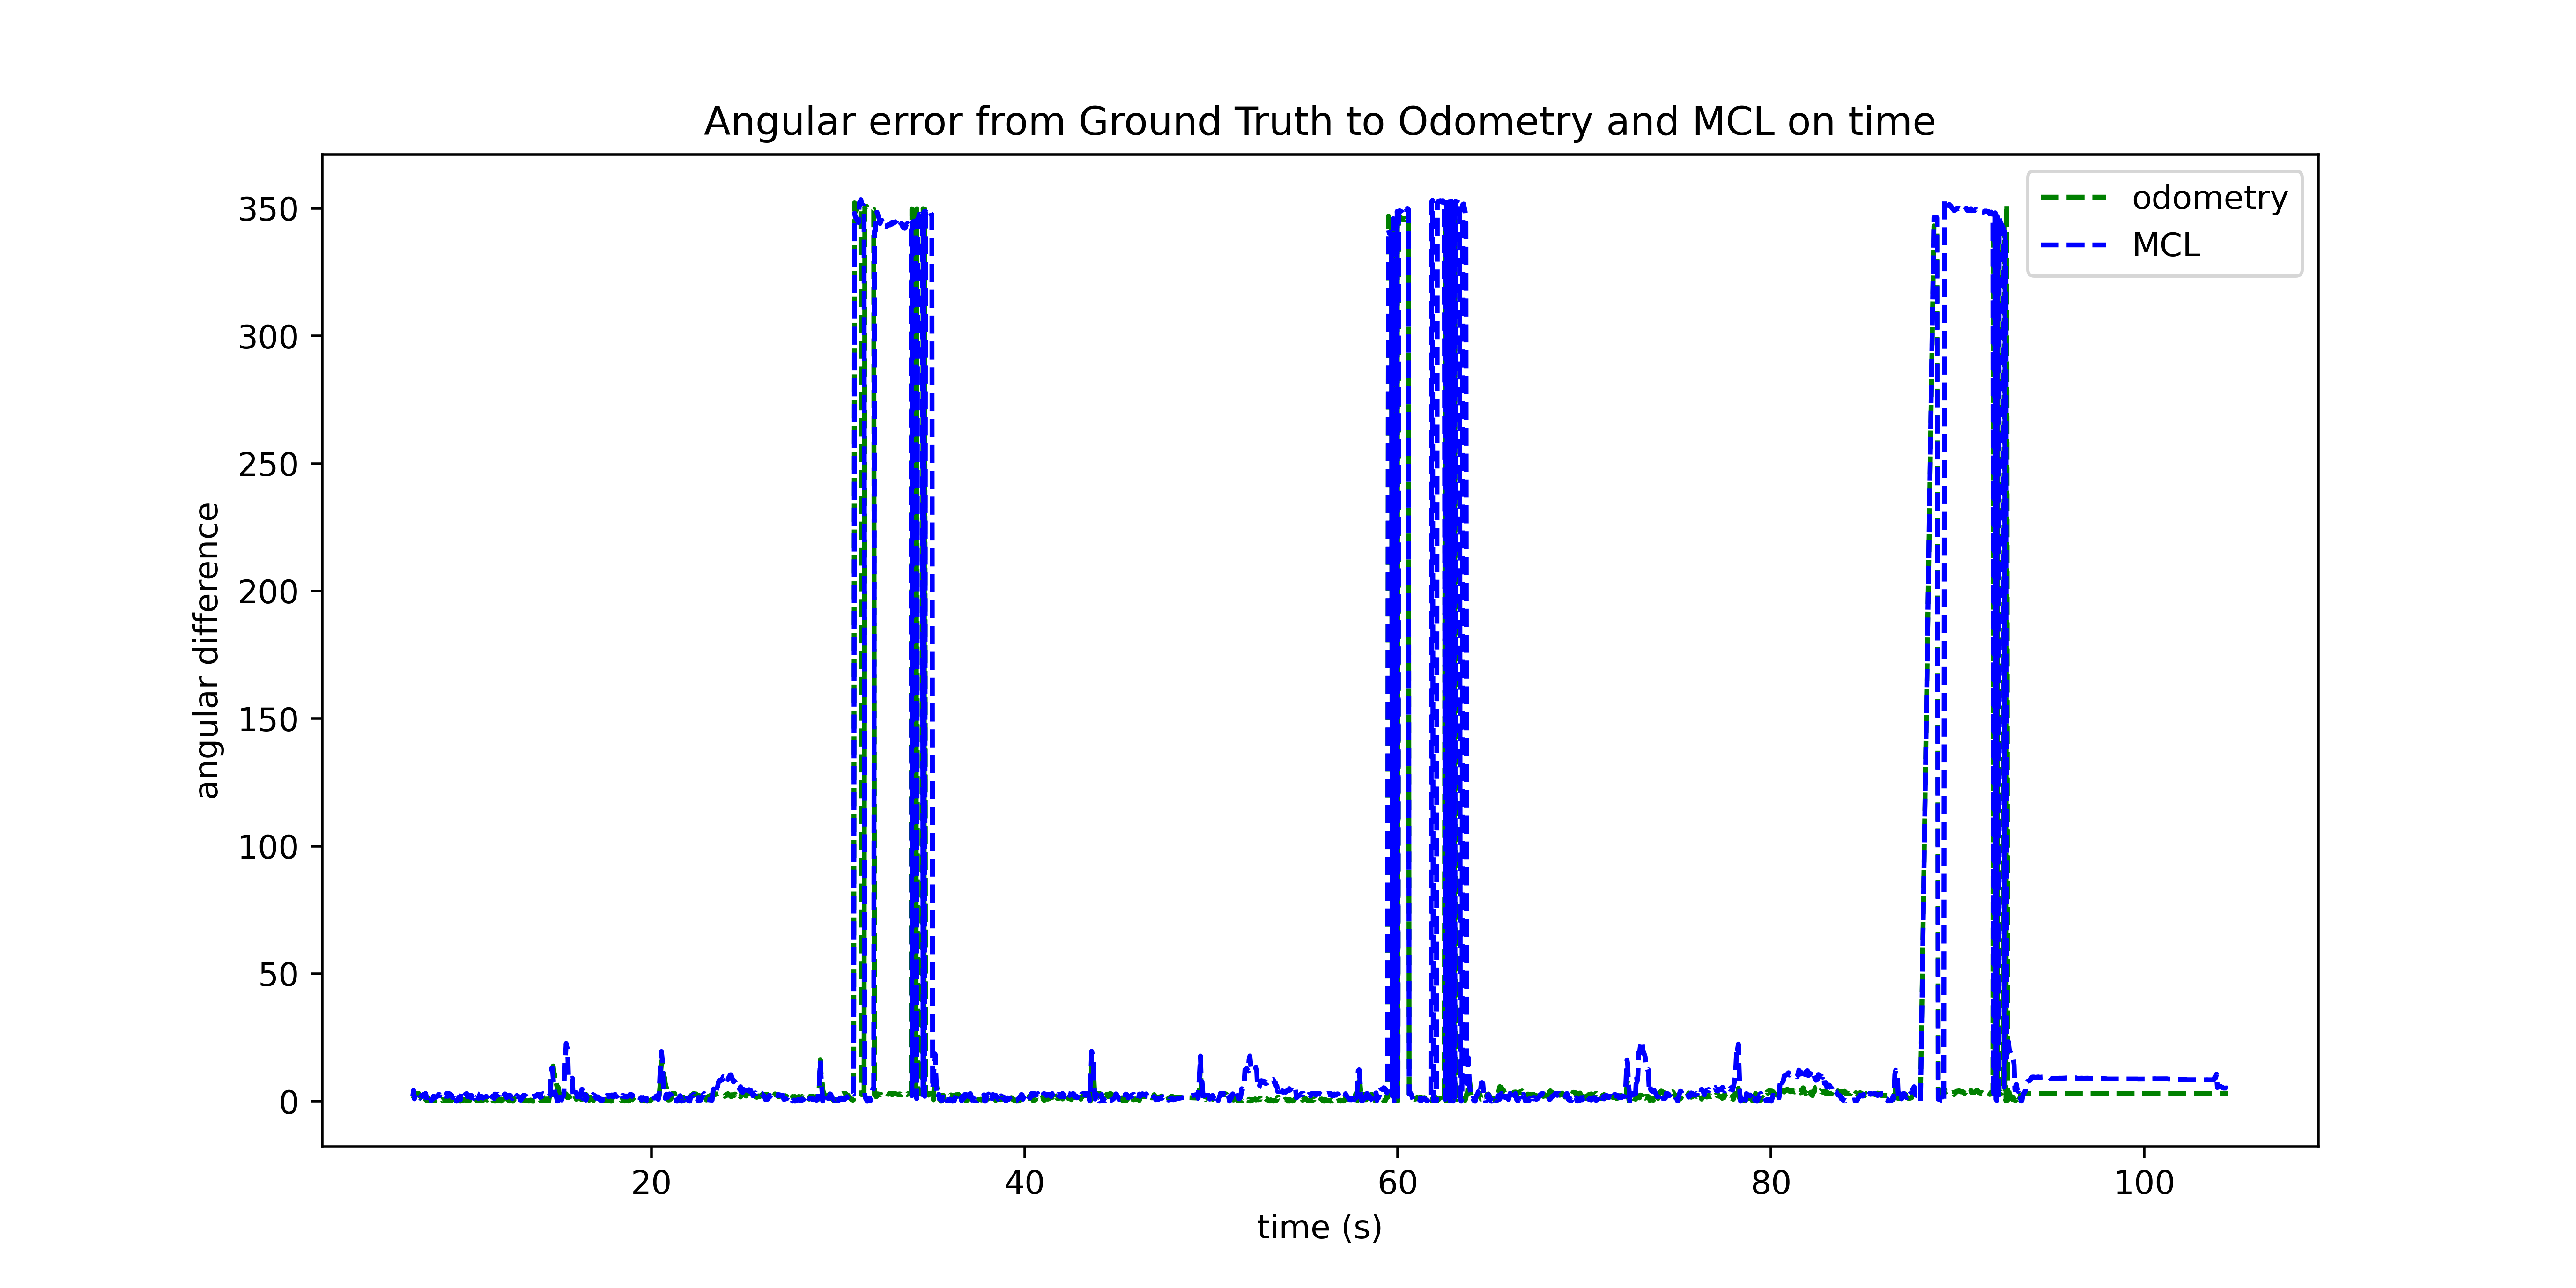 Angular error from Ground Truth to Odometry and MCL on time
odometry
MCL
350
300
250
200
150
100
50
0
angular difference
20 40 60 80 100
time (s)